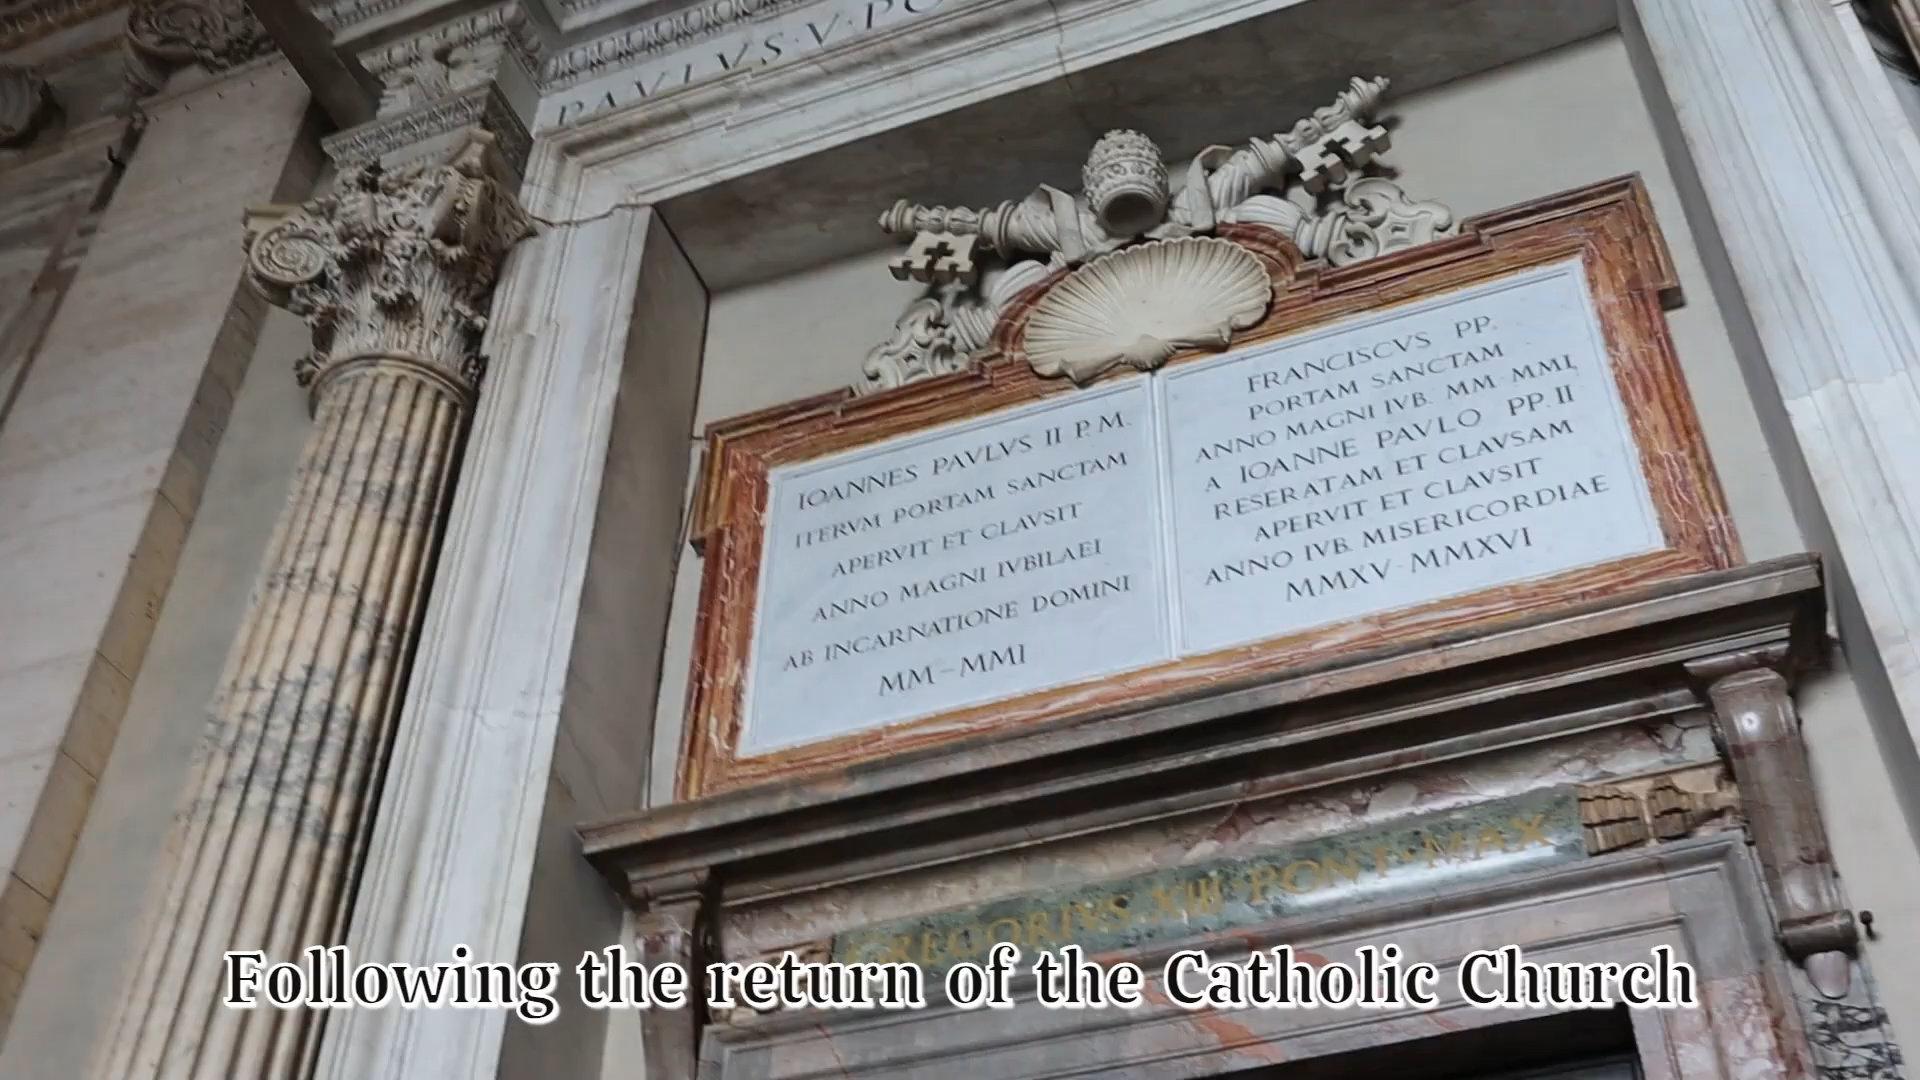 PAVLVS·V·PO
IOANNES PAVLVS II P.M.
ITERVM PORTAM SANCTAM
APERVIT ET CLAVSIT
ANNO MAGNI IVBILAEI
AB INCARNATIONE DOMINI
MM–MMI
FRANCISCVS PP.
PORTAM SANCTAM
ANNO MAGNI IVB. MM-MMI,
A IOANNE PAVLO PP. II
RESERATAM ET CLAVSAM
APERVIT ET CLAVSIT
ANNO IVB. MISERICORDIAE
MMXV-MMXVI
GREGORIVS·XIII·PONT·MAX
Following the return of the Catholic Church